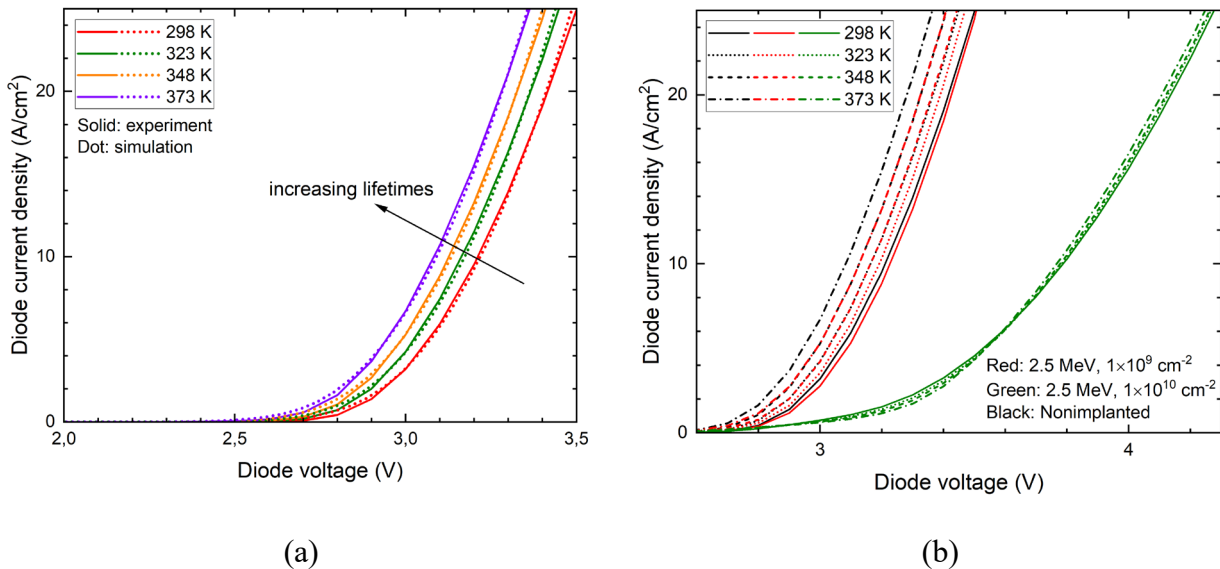 298 K
323 K
348 K
373 K
Solid: experiment
Dot: simulation
increasing lifetimes
Diode current density (A/cm²)
20
10
0
2,0
2,5
3,0
3,5
Diode voltage (V)
(a)
298 K
323 K
348 K
373 K
Diode current density (A/cm²)
20
10
0
Red: 2.5 MeV, 1×10⁹ cm⁻²
Green: 2.5 MeV, 1×10¹⁰ cm⁻²
Black: Nonimplanted
3
4
Diode voltage (V)
(b)